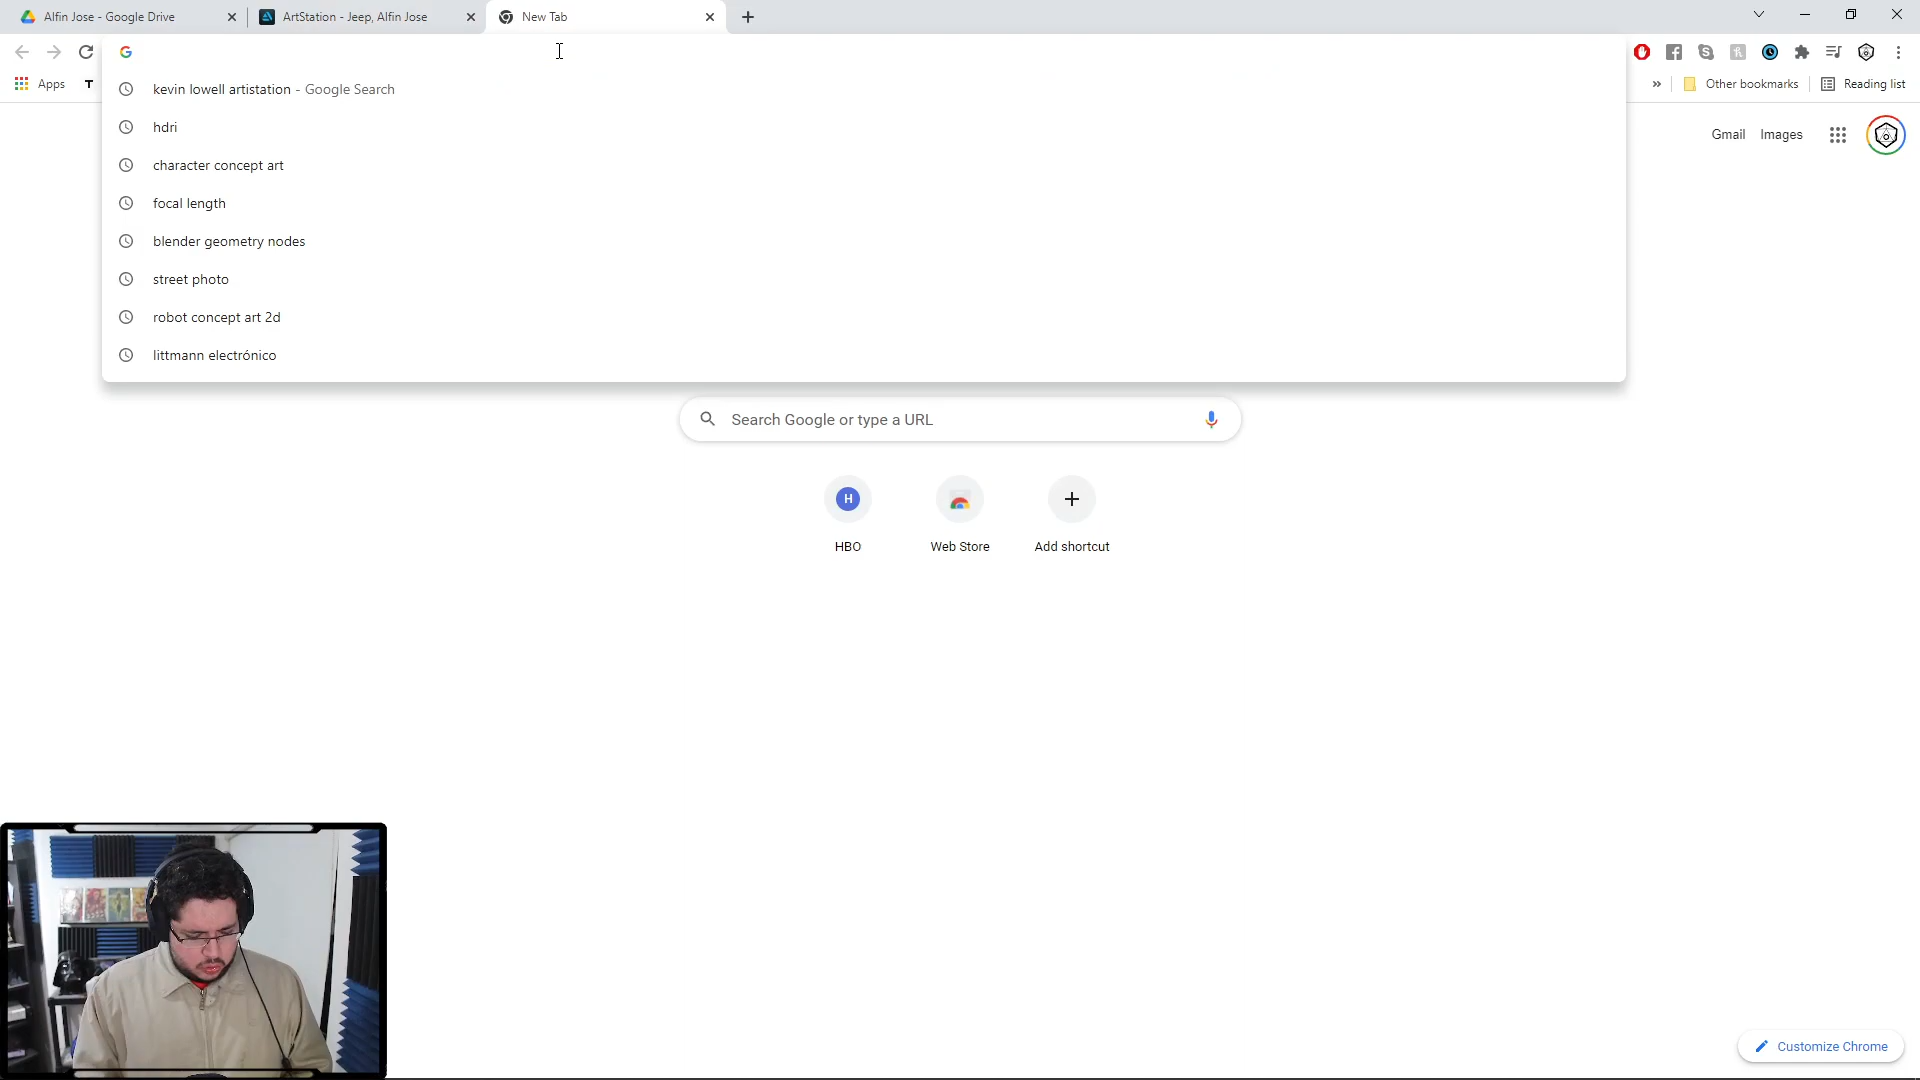 Alfin Jose - Google Drive
ArtStation - Jeep, Alfin Jose
New Tab
kevin lowell artistation - Google Search
Apps
T
» Other bookmarks
Reading list
hdri
Gmail
Images
character concept art
focal length
blender geometry nodes
street photo
robot concept art 2d
littmann electrónico
Search Google or type a URL
H
HBO
Web Store
Add shortcut
Customize Chrome